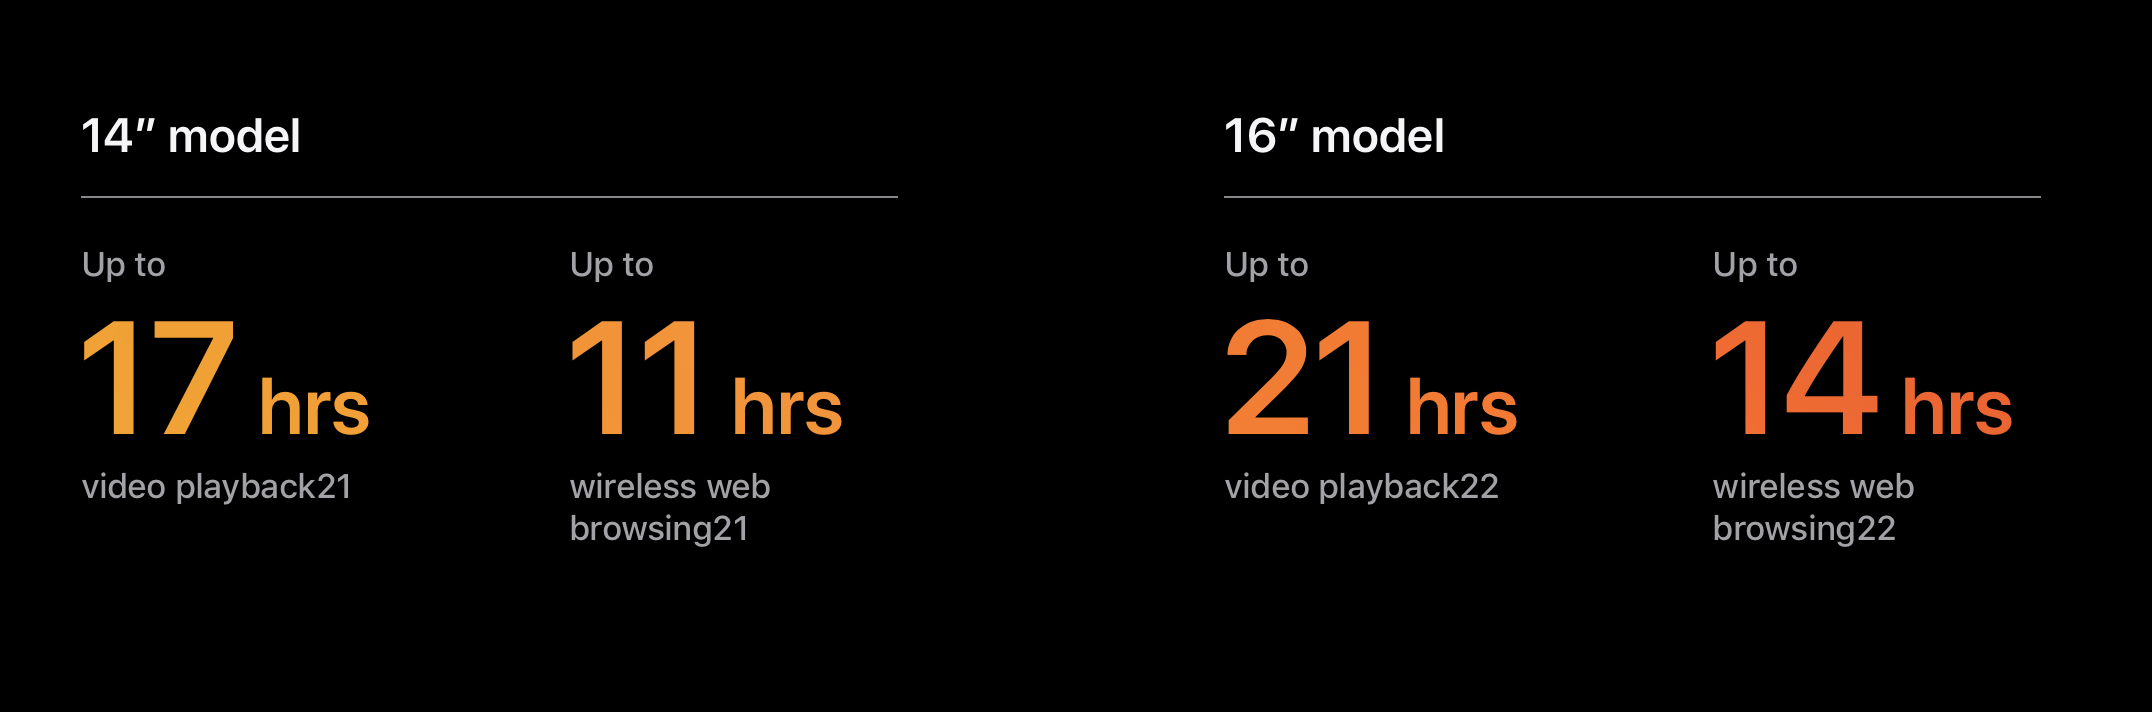 14” model
Up to
17 hrs
video playback21
Up to
11 hrs
wireless web
browsing21
16” model
Up to
21 hrs
video playback22
Up to
14 hrs
wireless web
browsing22